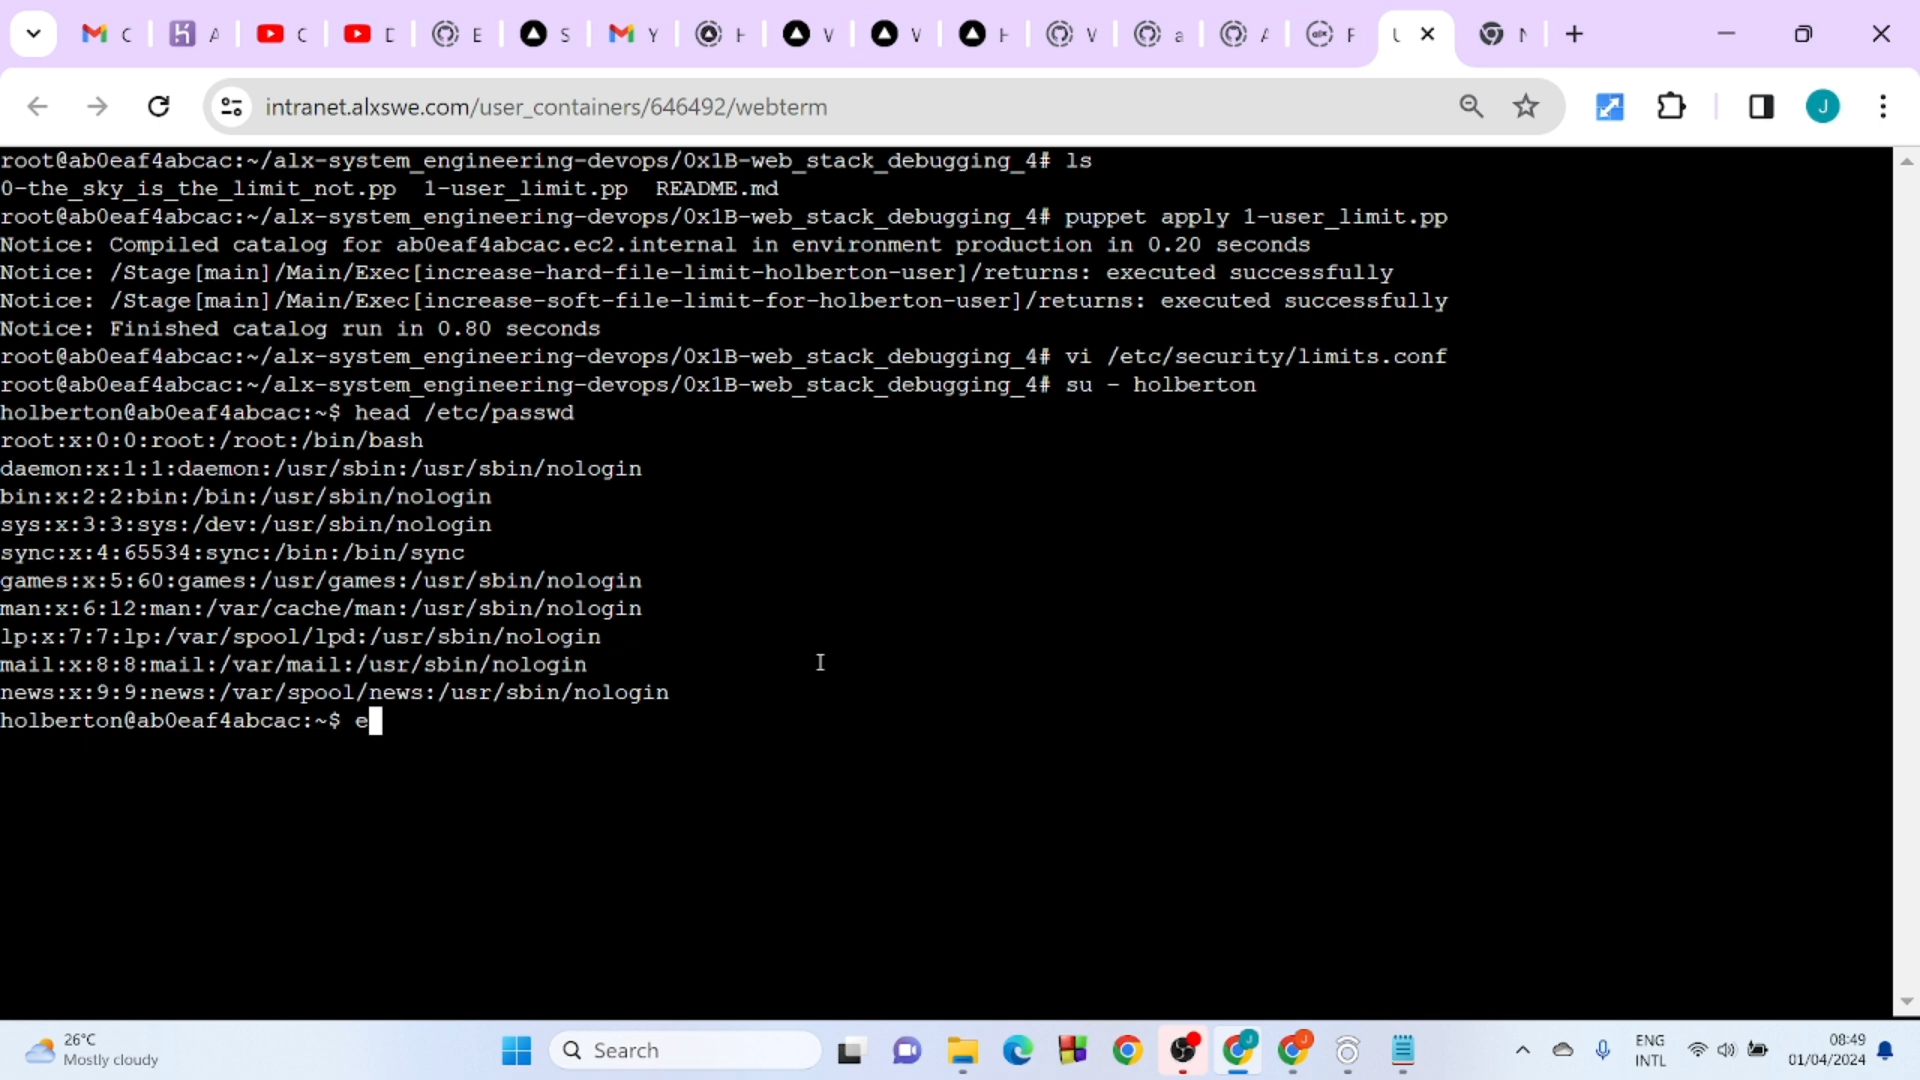 C
A
C
D
E
S
Y
H
V
V
H
V
a
A
F
U
N
intranet.alxswe.com/user_containers/646492/webterm
J
root@ab0eaf4abcac:~/alx-system_engineering-devops/0x1B-web_stack_debugging_4# ls
0-the_sky_is_the_limit_not.pp  1-user_limit.pp  README.md
root@ab0eaf4abcac:~/alx-system_engineering-devops/0x1B-web_stack_debugging_4# puppet apply 1-user_limit.pp
Notice: Compiled catalog for ab0eaf4abcac.ec2.internal in environment production in 0.20 seconds
Notice: /Stage[main]/Main/Exec[increase-hard-file-limit-holberton-user]/returns: executed successfully
Notice: /Stage[main]/Main/Exec[increase-soft-file-limit-for-holberton-user]/returns: executed successfully
Notice: Finished catalog run in 0.80 seconds
root@ab0eaf4abcac:~/alx-system_engineering-devops/0x1B-web_stack_debugging_4# vi /etc/security/limits.conf
root@ab0eaf4abcac:~/alx-system_engineering-devops/0x1B-web_stack_debugging_4# su - holberton
holberton@ab0eaf4abcac:~$ head /etc/passwd
root:x:0:0:root:/root:/bin/bash
daemon:x:1:1:daemon:/usr/sbin:/usr/sbin/nologin
bin:x:2:2:bin:/bin:/usr/sbin/nologin
sys:x:3:3:sys:/dev:/usr/sbin/nologin
sync:x:4:65534:sync:/bin:/bin/sync
games:x:5:60:games:/usr/games:/usr/sbin/nologin
man:x:6:12:man:/var/cache/man:/usr/sbin/nologin
lp:x:7:7:lp:/var/spool/lpd:/usr/sbin/nologin
mail:x:8:8:mail:/var/mail:/usr/sbin/nologin
news:x:9:9:news:/var/spool/news:/usr/sbin/nologin
holberton@ab0eaf4abcac:~$ e
26°C
Mostly cloudy
Search
ENG
INTL
08:49
01/04/2024